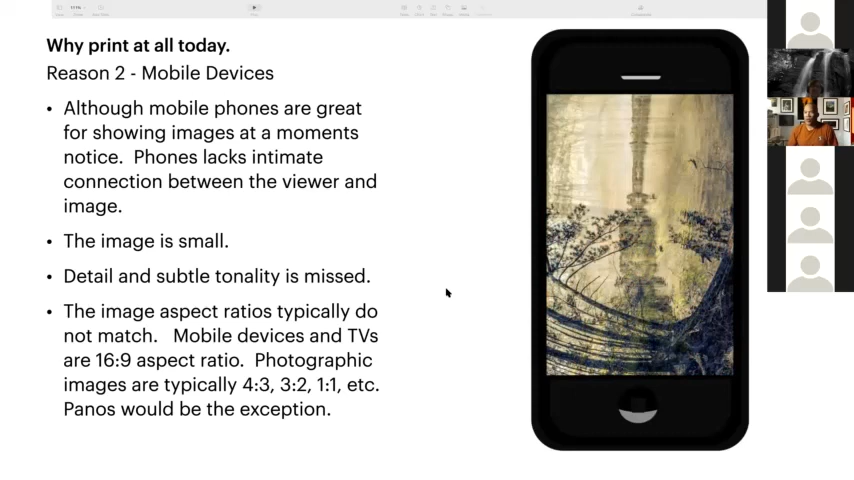 Why print at all today.
Reason 2 - Mobile Devices
• Although mobile phones are great
for showing images at a moments
notice.  Phones lacks intimate
connection between the viewer and
image.
• The image is small.
• Detail and subtle tonality is missed.
• The image aspect ratios typically do
not match.   Mobile devices and TVs
are 16:9 aspect ratio.  Photographic
images are typically 4:3, 3:2, 1:1, etc.
Panos would be the exception.